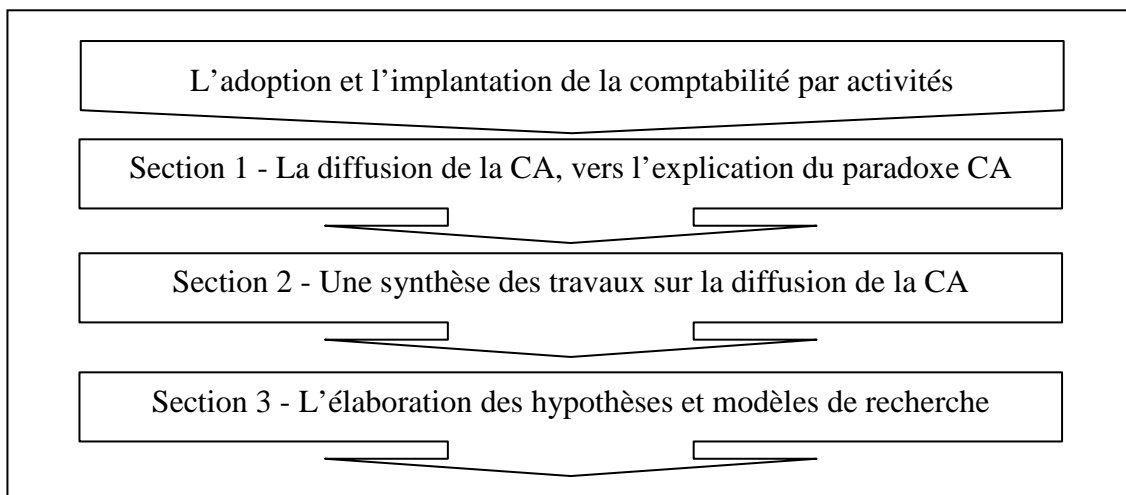 L’adoption et l’implantation de la comptabilité par activités
Section 1 - La diffusion de la CA, vers l’explication du paradoxe CA
Section 2 - Une synthèse des travaux sur la diffusion de la CA
Section 3 - L’élaboration des hypothèses et modèles de recherche